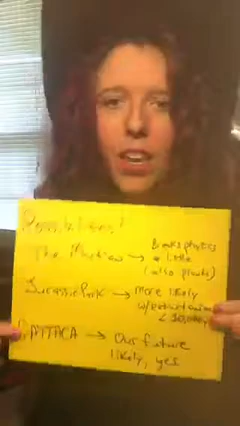 Possibilities!
The Martian → Breaks physics
a little
(also plants)
Jurassic Park → More likely
GATTACA → Our future
likely, yes